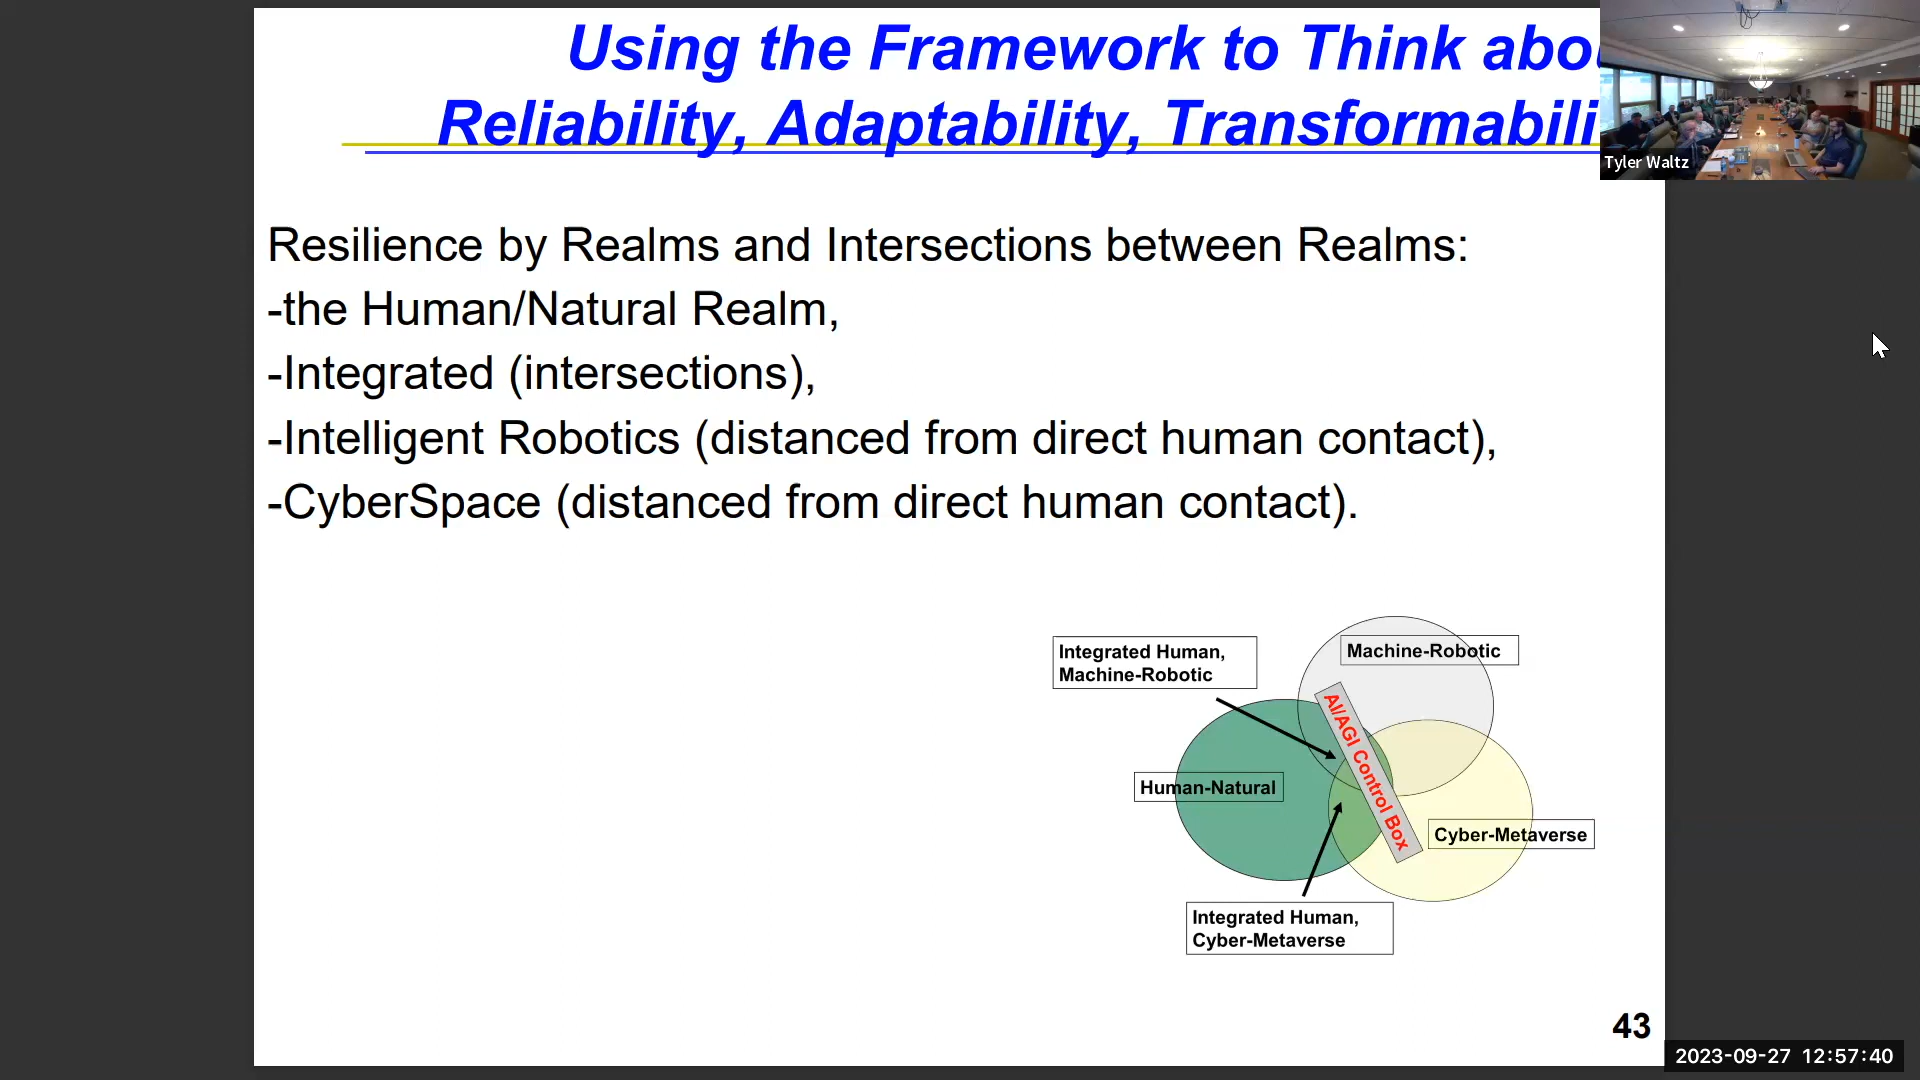 Using the Framework to Think abo
Reliability, Adaptability, Transformabili
Tyler Waltz
Resilience by Realms and Intersections between Realms:
-the Human/Natural Realm,
-Integrated (intersections),
-Intelligent Robotics (distanced from direct human contact),
-CyberSpace (distanced from direct human contact).
Integrated Human,
Machine-Robotic
Machine-Robotic
AI/AGI Control Box
Human-Natural
Cyber-Metaverse
Integrated Human,
Cyber-Metaverse
43
2023-09-27 12:57:40